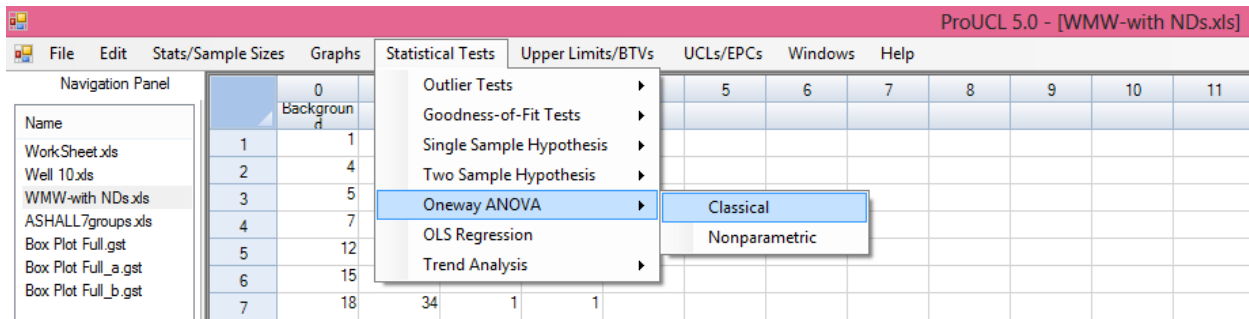 ProUCL 5.0 - [WMW-with NDs.xls]
File Edit Stats/Sample Sizes Graphs Statistical Tests Upper Limits/BTVs UCLs/EPCs Windows Help
Navigation Panel
Name
WorkSheet.xls
Well 10.xls
WMW-with NDs.xls
ASHALL7groups.xls
Box Plot Full.gst
Box Plot Full_a.gst
Box Plot Full_b.gst
Outlier Tests
Goodness-of-Fit Tests
Single Sample Hypothesis
Two Sample Hypothesis
Oneway ANOVA
OLS Regression
Trend Analysis
Classical
Nonparametric
0 5 6 7 8 9 10 11
Backgroun
d
1 1
2 4
3 5
4 7
5 12
6 15
7 18 34 1 1